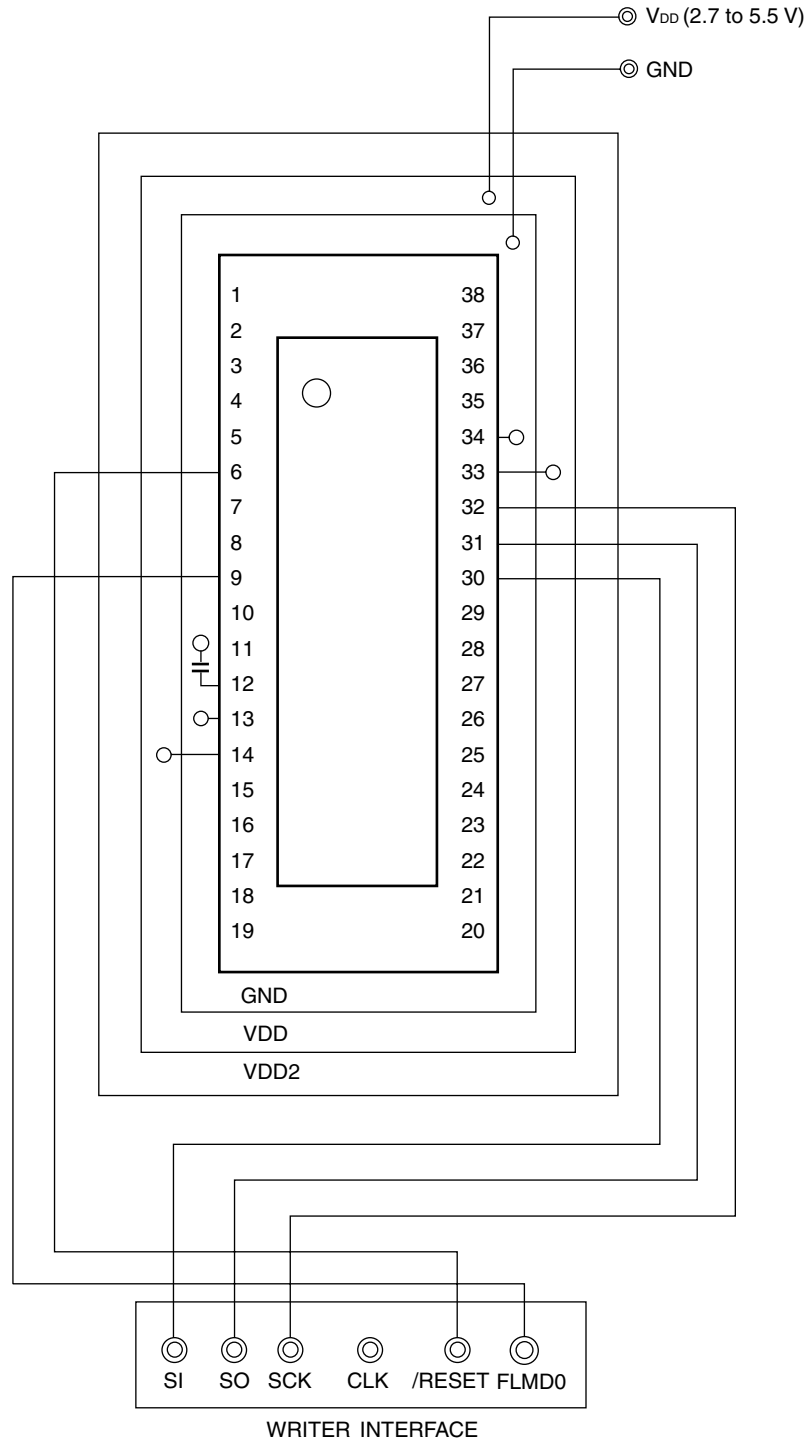 VDD (2.7 to 5.5 V)
GND
1 38
2 37
3 36
4 35
5 34
6 33
7 32
8 31
9 30
10 29
11 28
12 27
13 26
14 25
15 24
16 23
17 22
18 21
19 20
GND
VDD
VDD2
SI SO SCK CLK /RESET FLMD0
WRITER INTERFACE